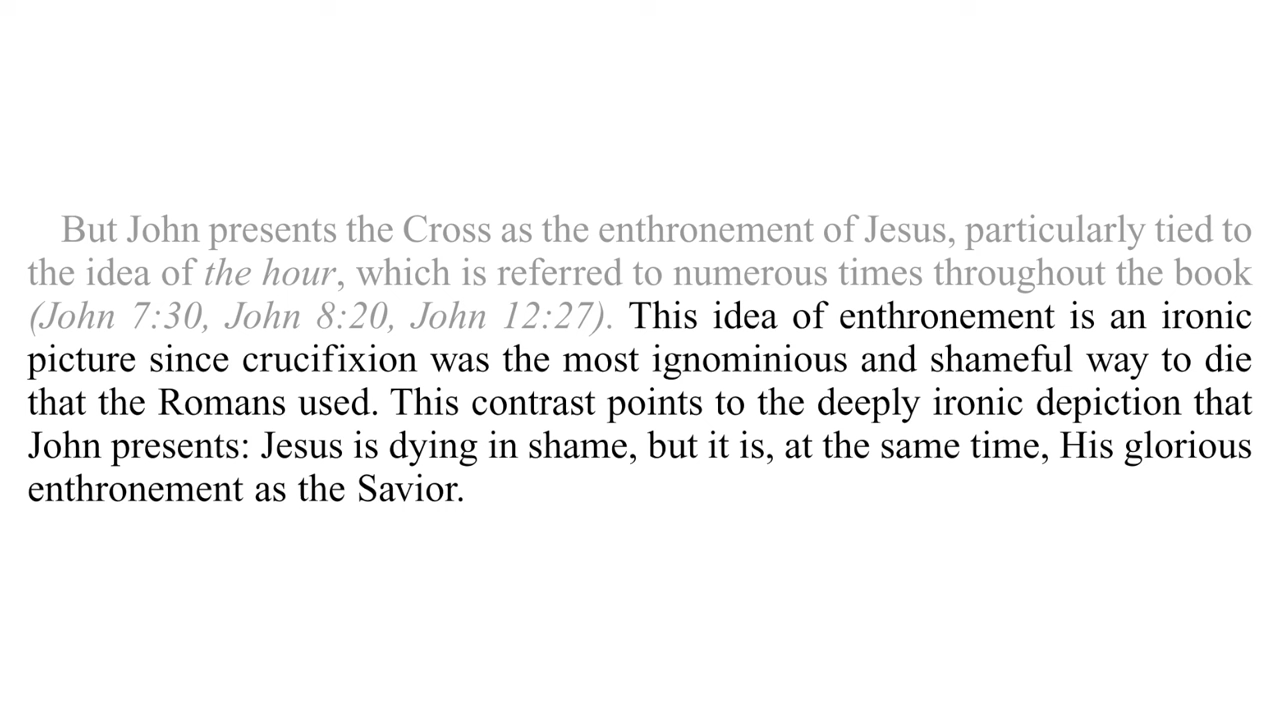 But John presents the Cross as the enthronement of Jesus, particularly tied to
the idea of the hour, which is referred to numerous times throughout the book
(John 7:30, John 8:20, John 12:27). This idea of enthronement is an ironic
picture since crucifixion was the most ignominious and shameful way to die
that the Romans used. This contrast points to the deeply ironic depiction that
John presents: Jesus is dying in shame, but it is, at the same time, His glorious
enthronement as the Savior.